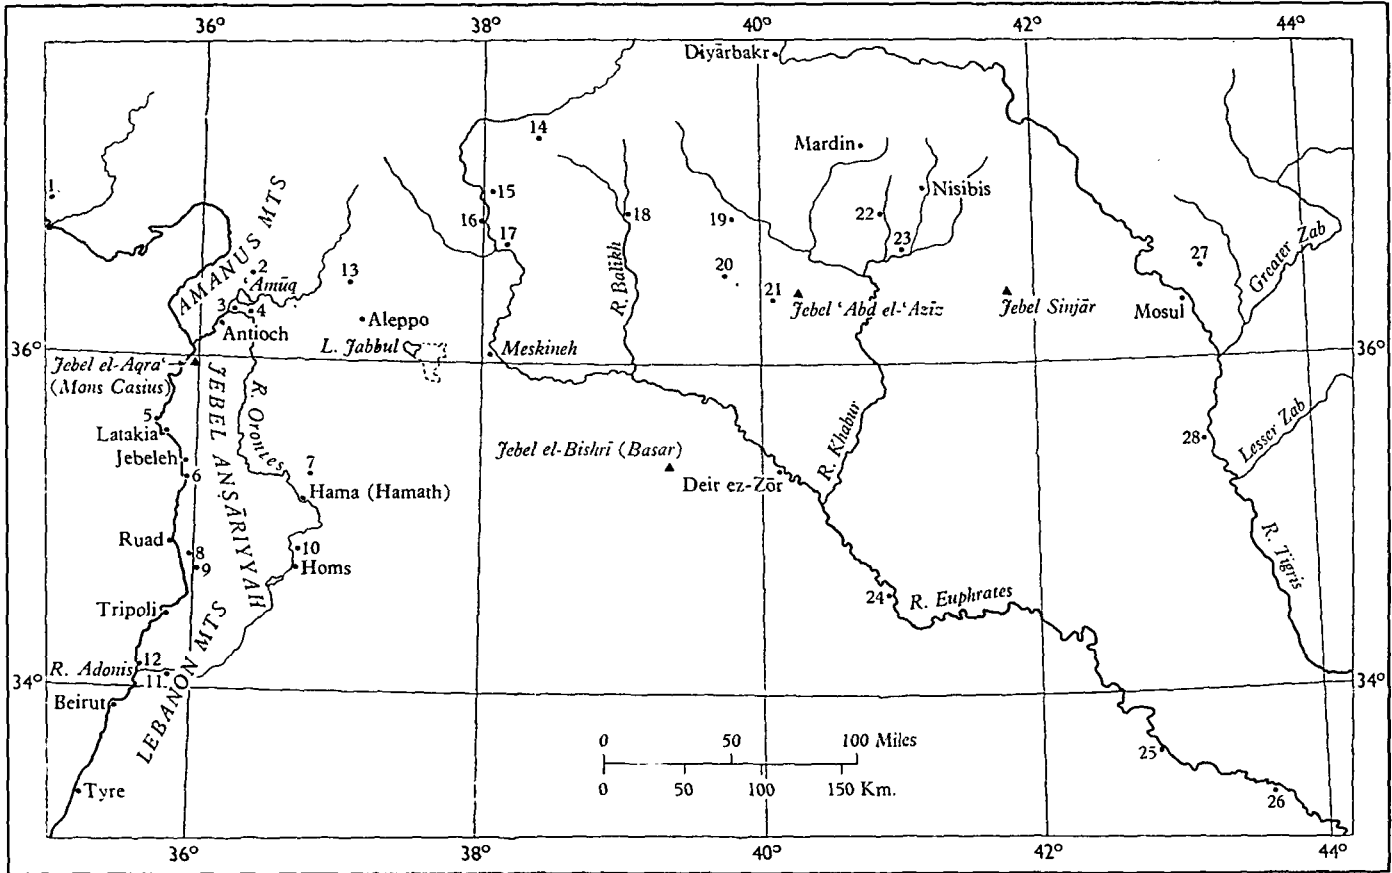 36°
38°
40°
42°
44°
Diyārbakr
14
Mardin
1
15
Nisibis
16
18
19
22
17
23
AMANUS MTS
2
Amūq
13
20
21
27
Greater Zab
R. Balīkh
Jebel ʿAbd el-ʿAzīz
Jebel Sinjār
Mosul
3
4
Antioch
Aleppo
36°
L. Jabbul
Meskineh
36°
Jebel el-Aqraʿ
(Mons Casius)
JEBEL ANṢĀRIYYAH
R. Orontes
5
Latakia
Jebeleh
6
7
Hama (Hamath)
Jebel el-Bishrī (Basar)
Deir ez-Zōr
R. Khabur
28
Lesser Zab
R. Tigris
Ruad
8
9
10
Homs
24
R. Euphrates
Tripoli
LEBANON MTS
12
R. Adonis
11
34°
34°
Beirut
0 50 100 Miles
0 50 100 150 Km.
25
26
Tyre
36°
38°
40°
42°
44°